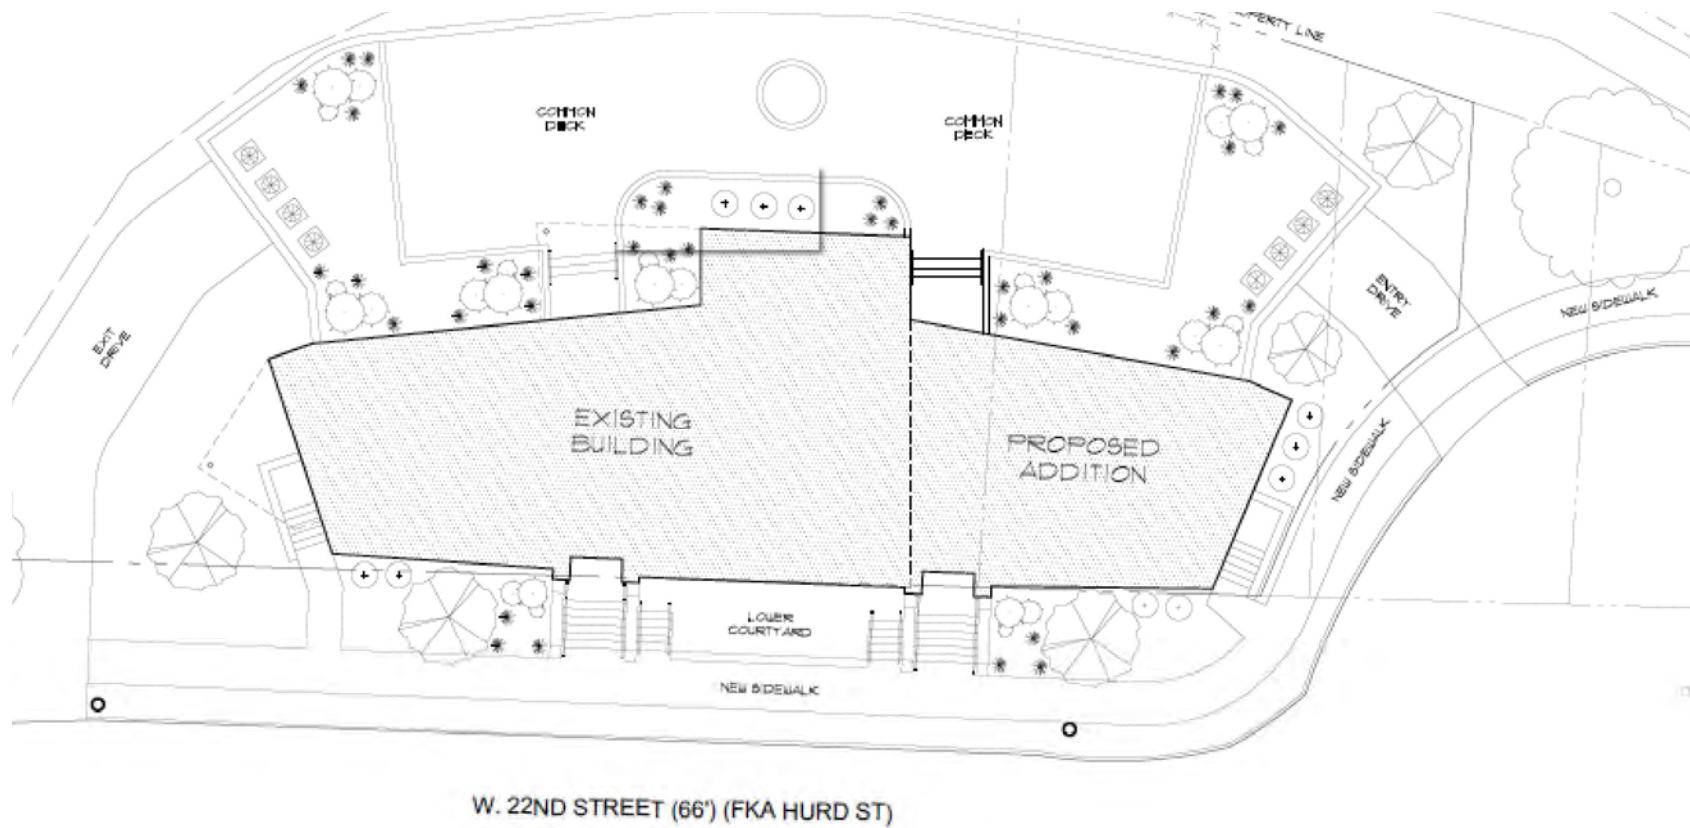 PROPERTY LINE
COMMON
DECK
COMMON
DECK
EXIT
DRIVE
ENTRY
DRIVE
NEW SIDEWALK
EXISTING
BUILDING
PROPOSED
ADDITION
NEW SIDEWALK
LOWER
COURTYARD
NEW SIDEWALK
W. 22ND STREET (66') (FKA HURD ST)